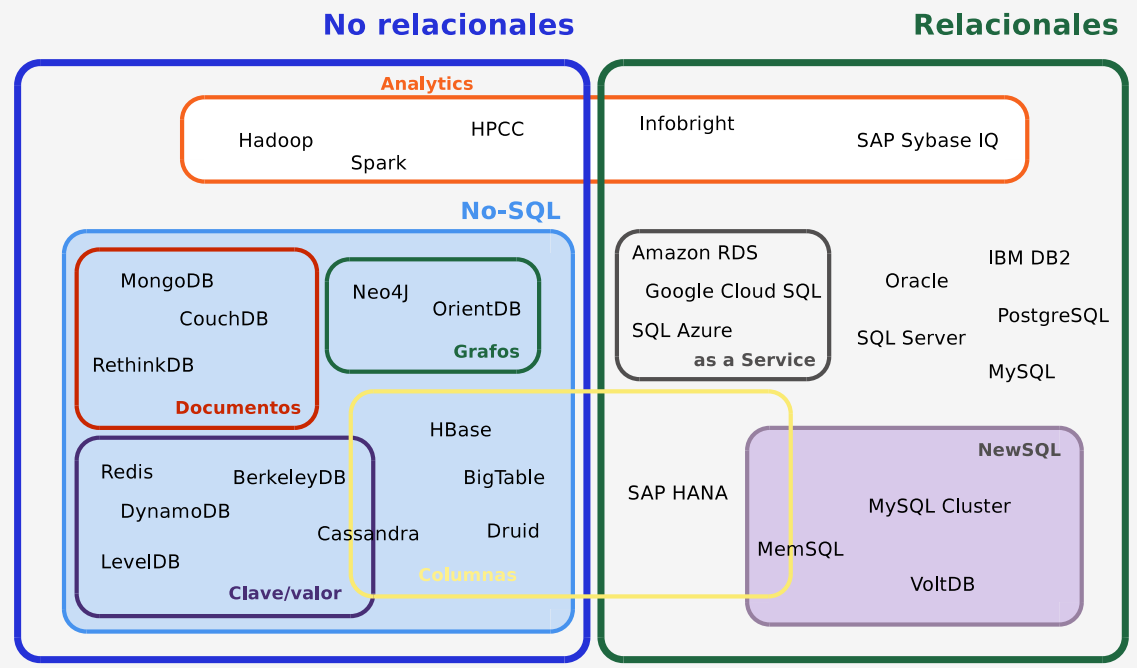 No relacionales
Relacionales
Analytics
Hadoop
HPCC
Spark
Infobright
SAP Sybase IQ
No-SQL
MongoDB
CouchDB
RethinkDB
Documentos
Neo4J
OrientDB
Grafos
Redis
BerkeleyDB
DynamoDB
Cassandra
LevelDB
Clave/valor
HBase
BigTable
Druid
Columnas
Amazon RDS
Google Cloud SQL
SQL Azure
as a Service
IBM DB2
Oracle
PostgreSQL
SQL Server
MySQL
SAP HANA
NewSQL
MySQL Cluster
MemSQL
VoltDB